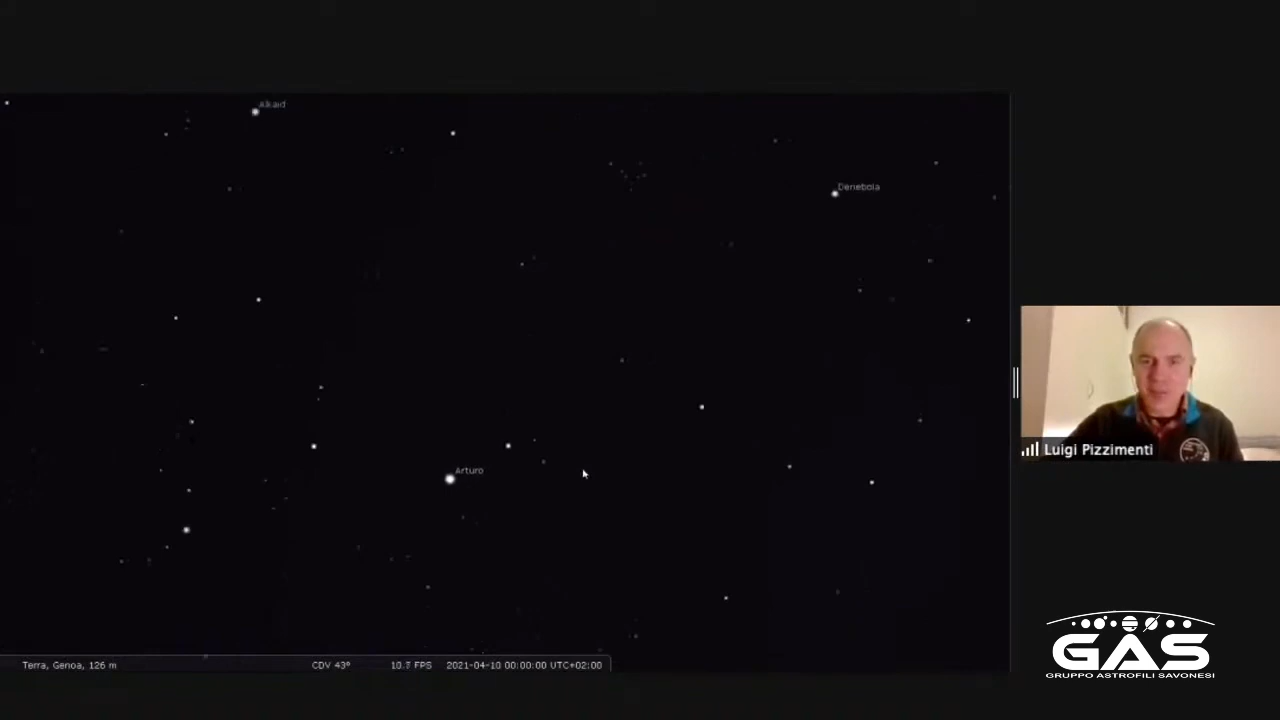 Alkaid
Denebola
Arturo
Luigi Pizzimenti
GAS
GRUPPO ASTROFILI SAVONESI
Terra, Genoa, 126 m CDV 43° 10.7 FPS 2021-04-10 00:00:00 UTC+02:00